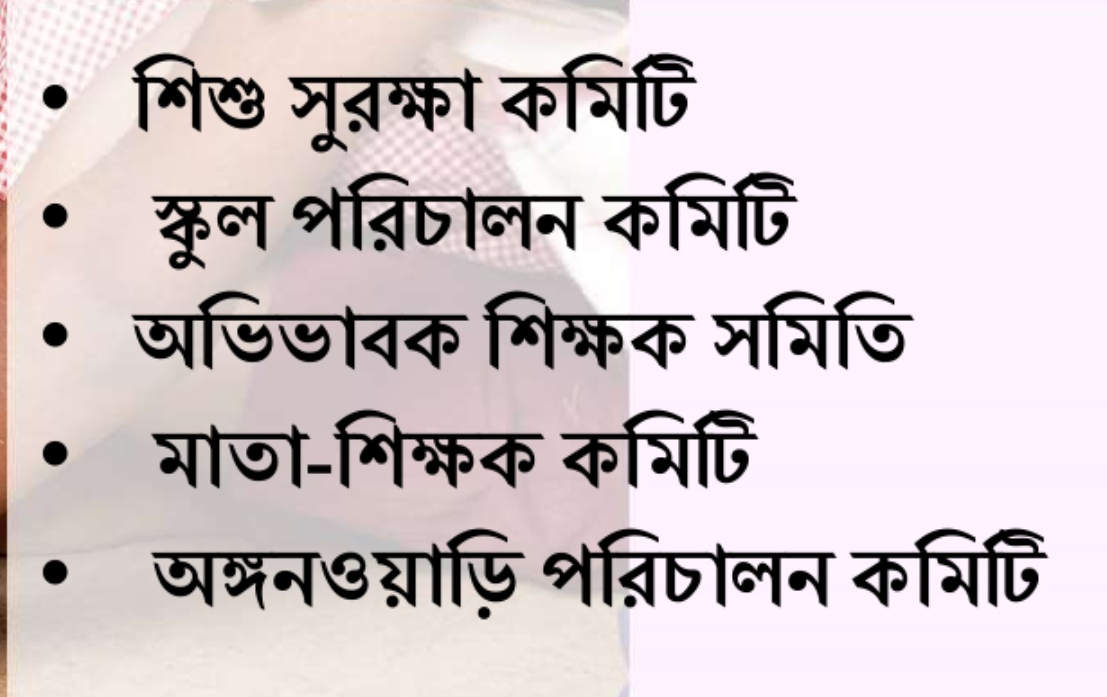 • শিশু সুরক্ষা কমিটি
• স্কুল পরিচালন কমিটি
• অভিভাবক শিক্ষক সমিতি
• মাতা-শিক্ষক কমিটি
• অঙ্গনওয়াড়ি পরিচালন কমিটি